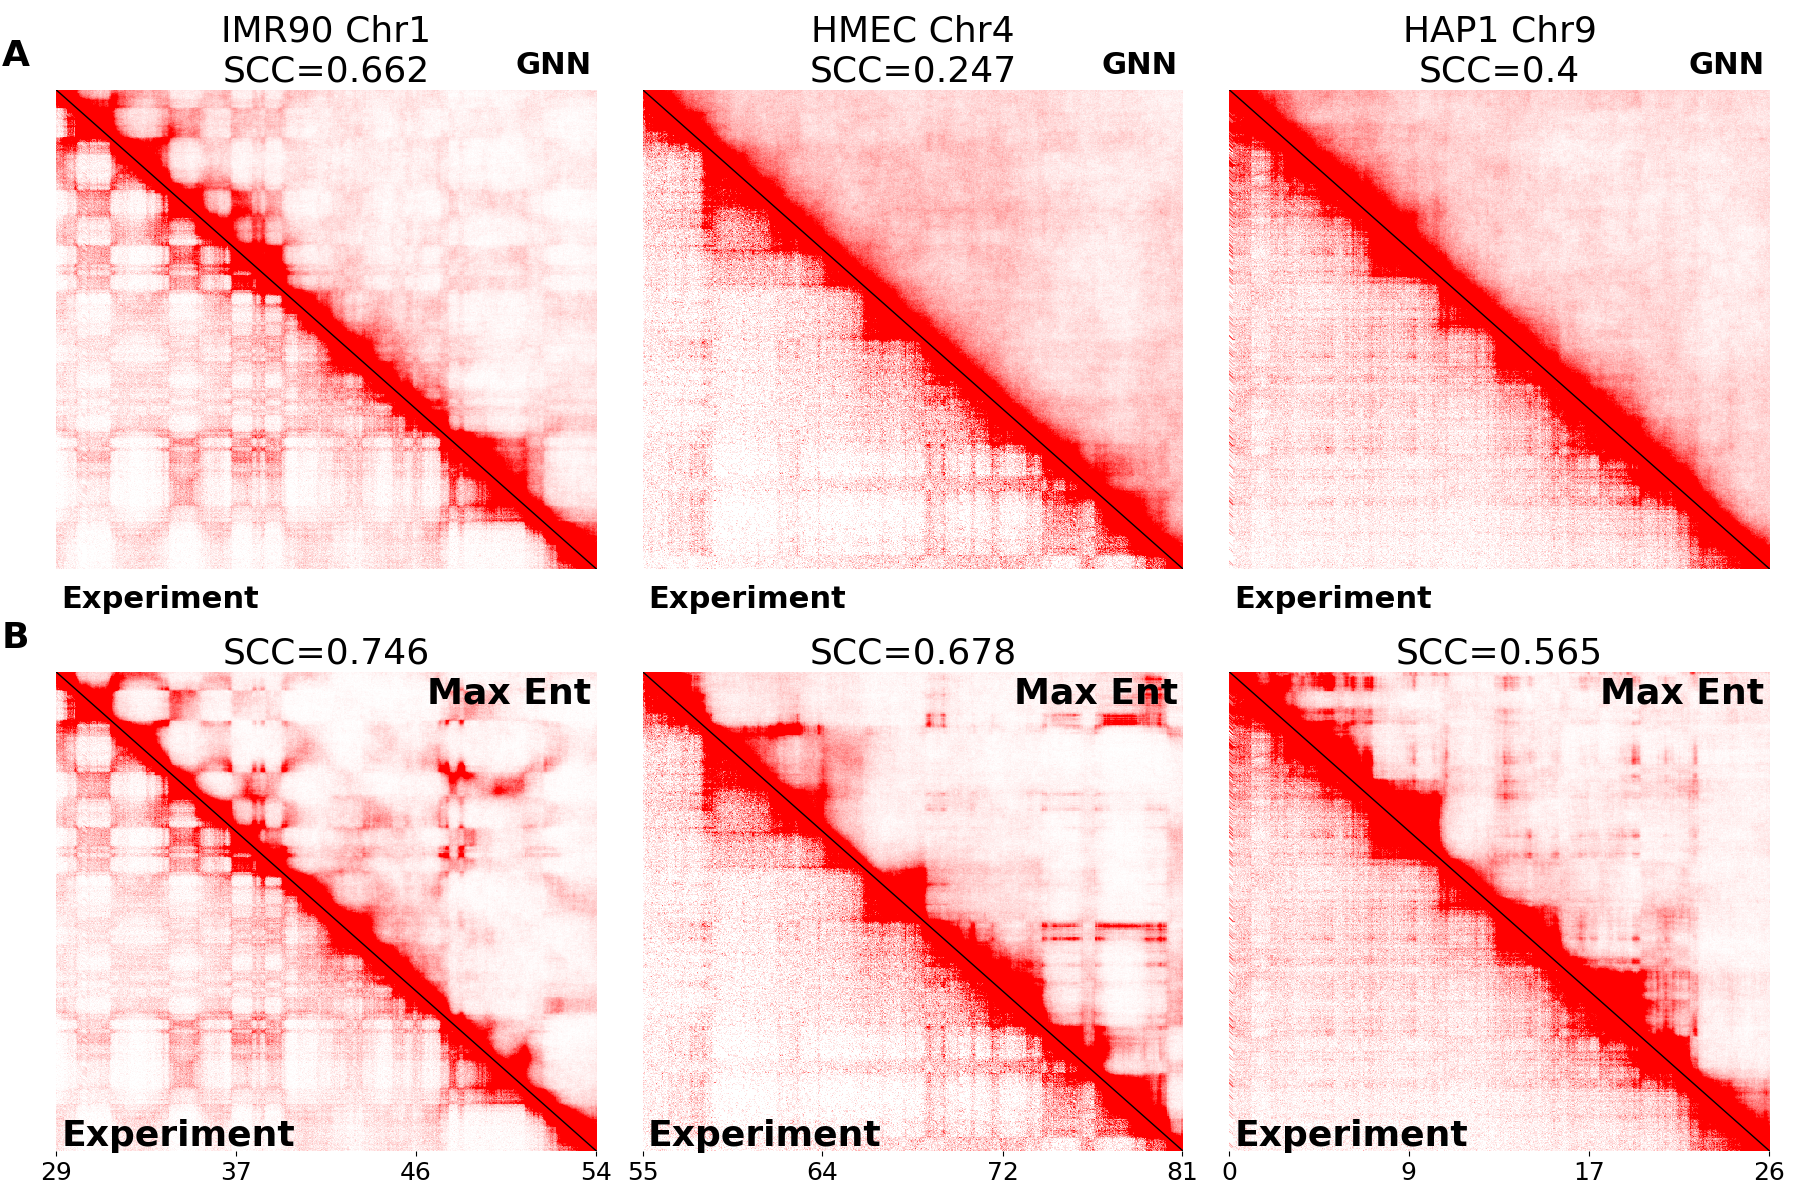 A
IMR90 Chr1
SCC=0.662
GNN
HMEC Chr4
SCC=0.247
GNN
HAP1 Chr9
SCC=0.4
GNN
Experiment
Experiment
Experiment
B
SCC=0.746
SCC=0.678
SCC=0.565
Max Ent
Max Ent
Max Ent
Experiment
Experiment
Experiment
29 37 46 54
55 64 72 81
0 9 17 26